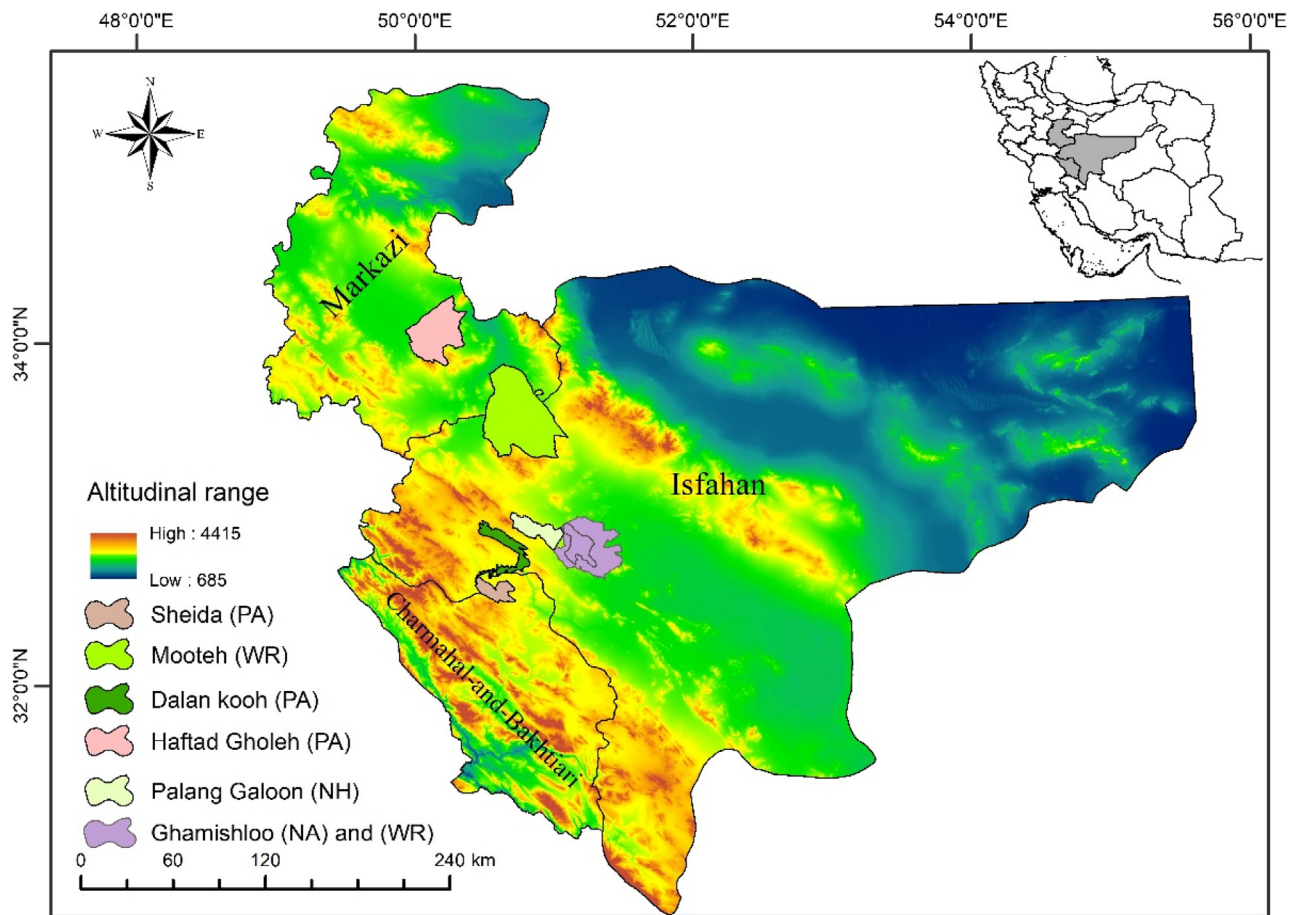 48°0'0"E 50°0'0"E 52°0'0"E 54°0'0"E 56°0'0"E
N
W E
S
34°0'0"N
32°0'0"N
Markazi
Isfahan
Charmahal-and-Bakhtiari
Altitudinal range
High : 4415
Low : 685
Sheida (PA)
Mooteh (WR)
Dalan kooh (PA)
Haftad Gholeh (PA)
Palang Galoon (NH)
Ghamishloo (NA) and (WR)
0 60 120 240 km